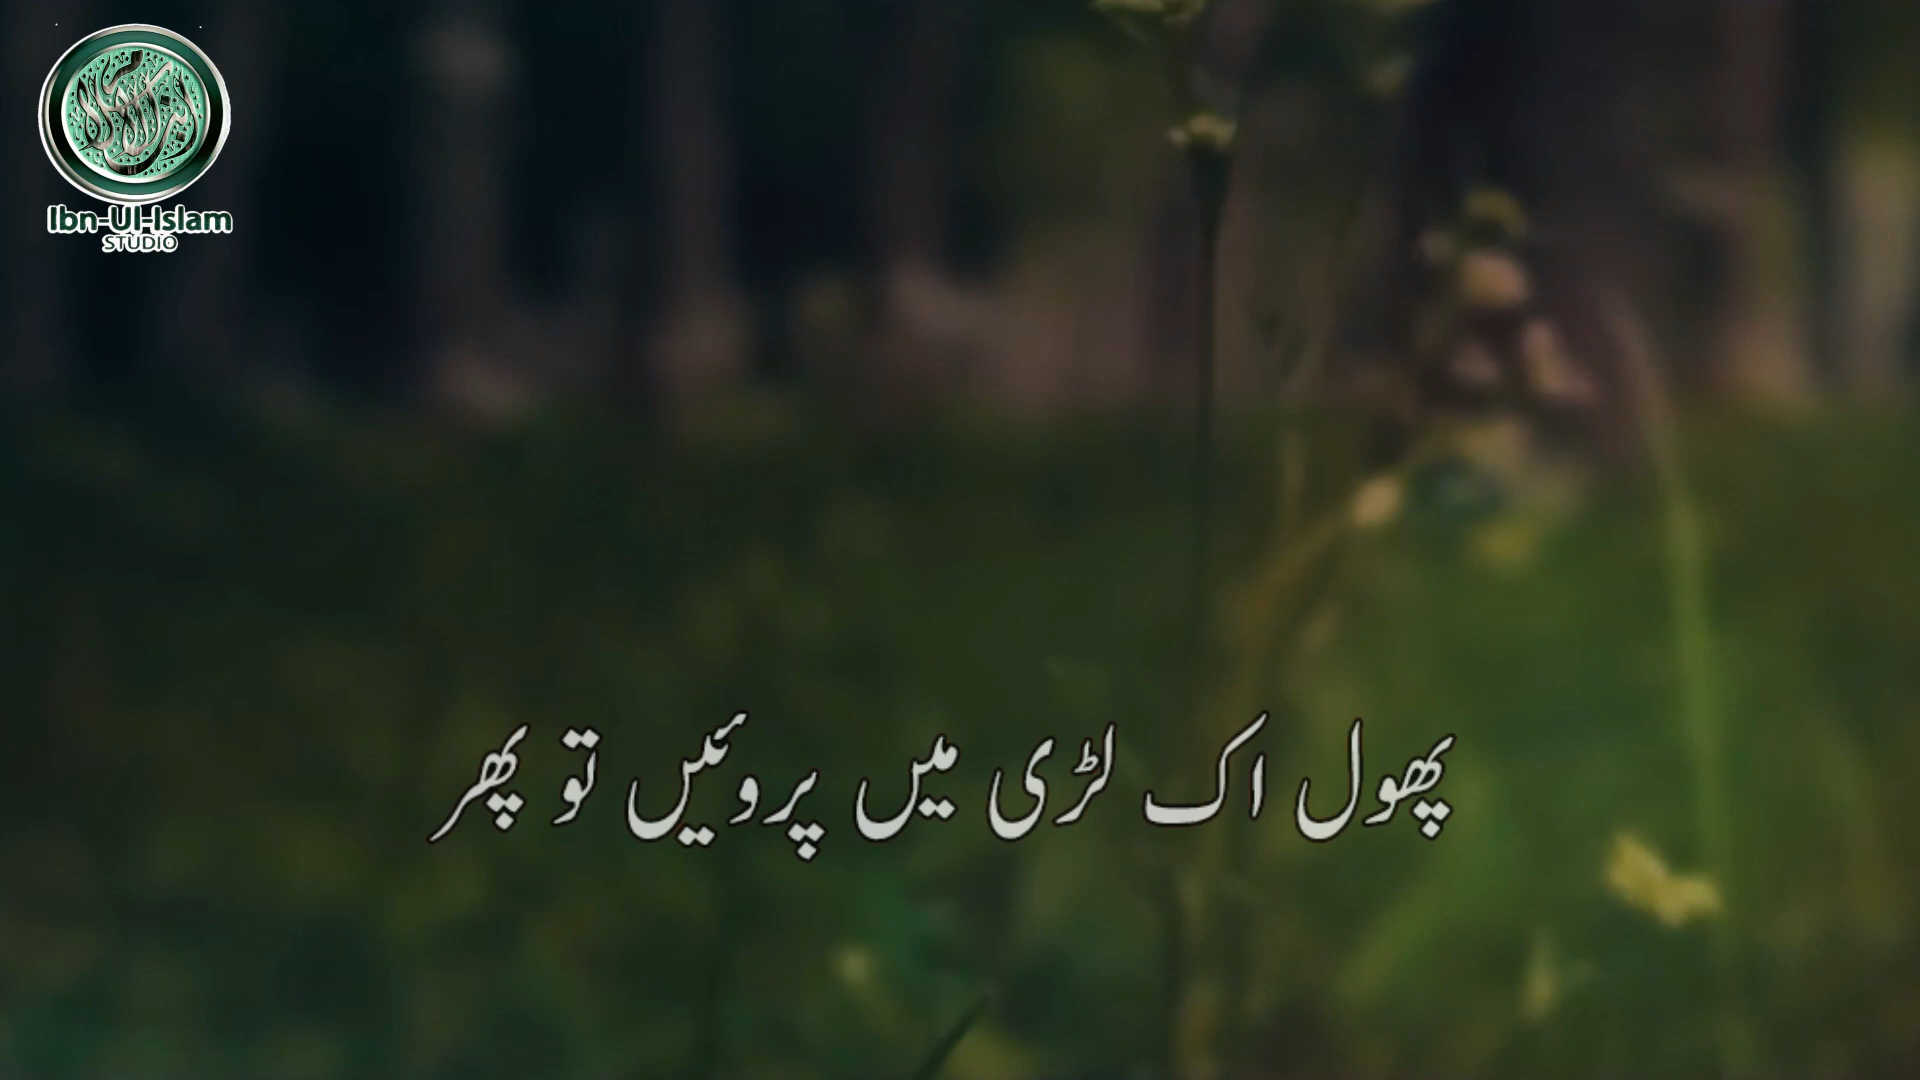 Ibn-Ul-Islam
STUDIO
پھول اک لڑی میں پروئیں تو پھر